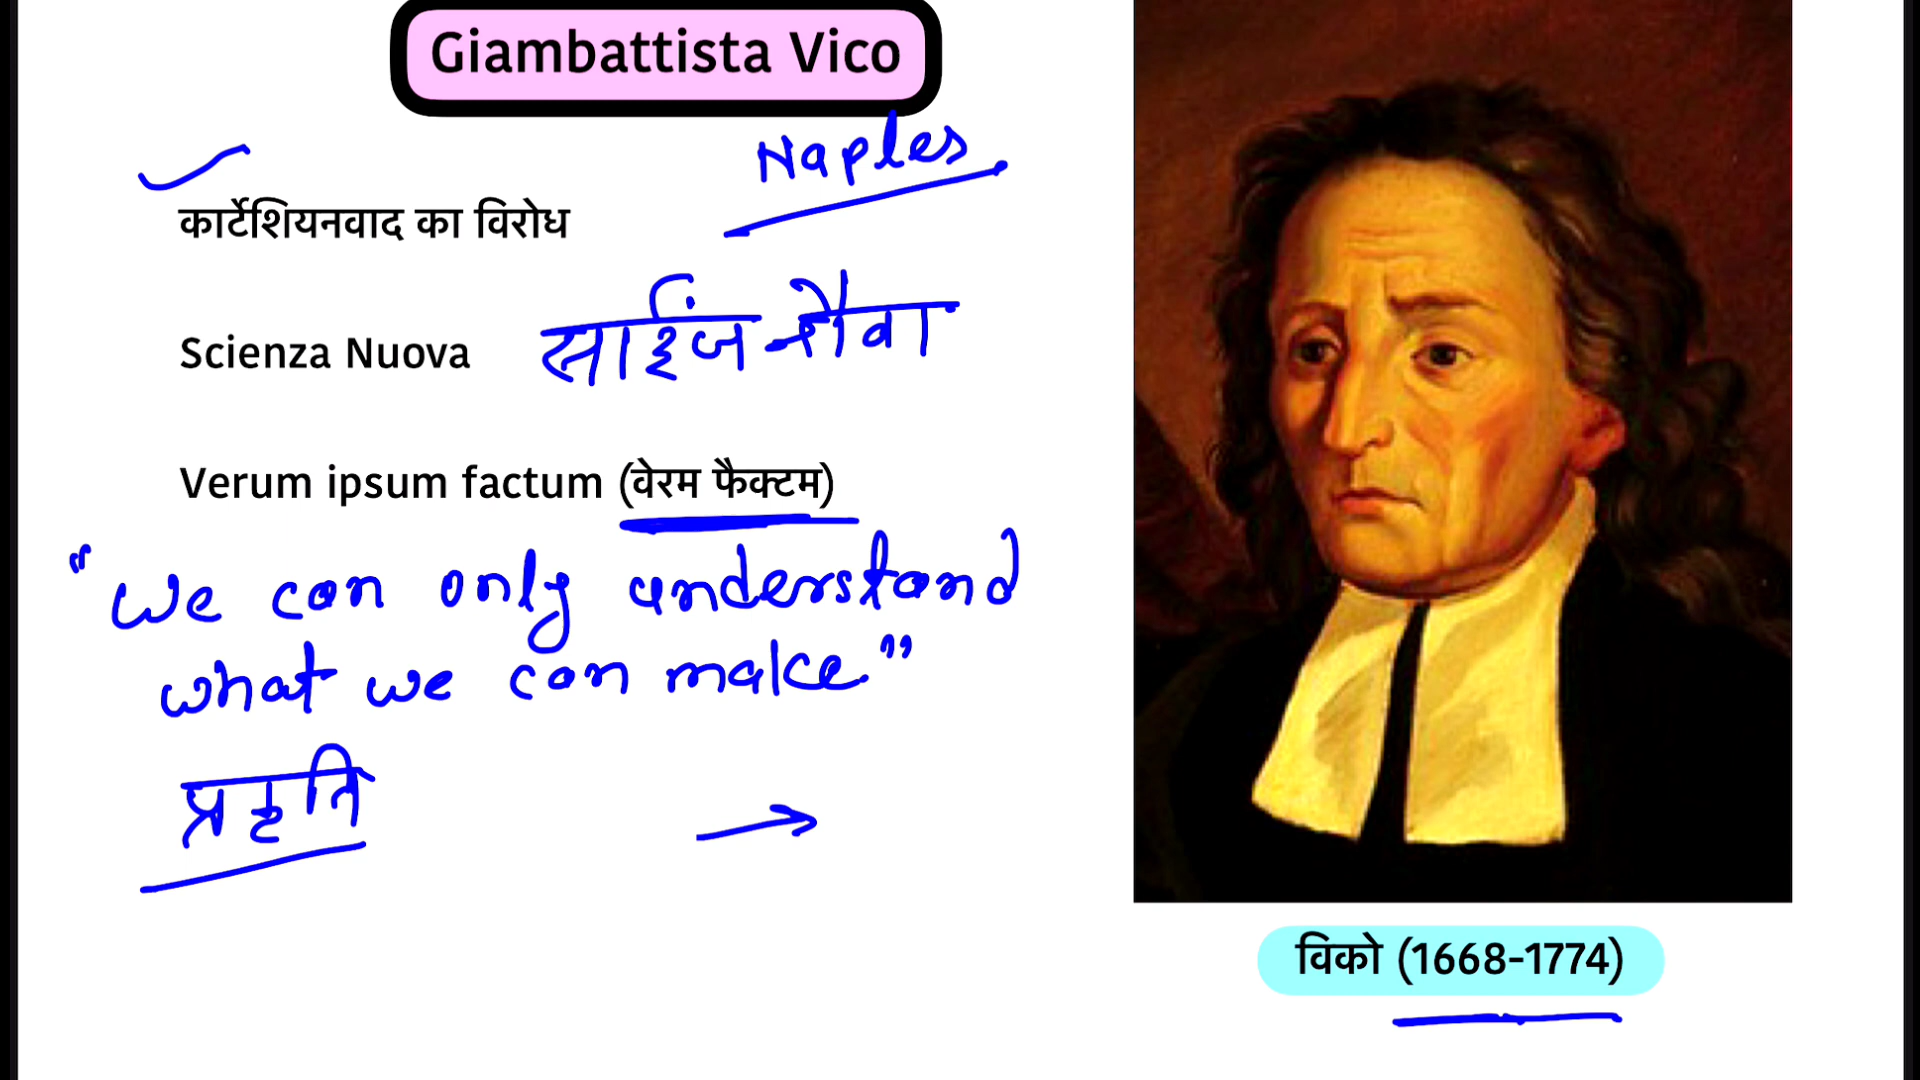 Giambattista Vico
Naples
कार्टेशियनवाद का विरोध
Scienza Nuova साइंज नौवा
Verum ipsum factum (वेरम फैक्टम)
"we can only understand
what we can make"
प्रकृति
विको (1668-1774)